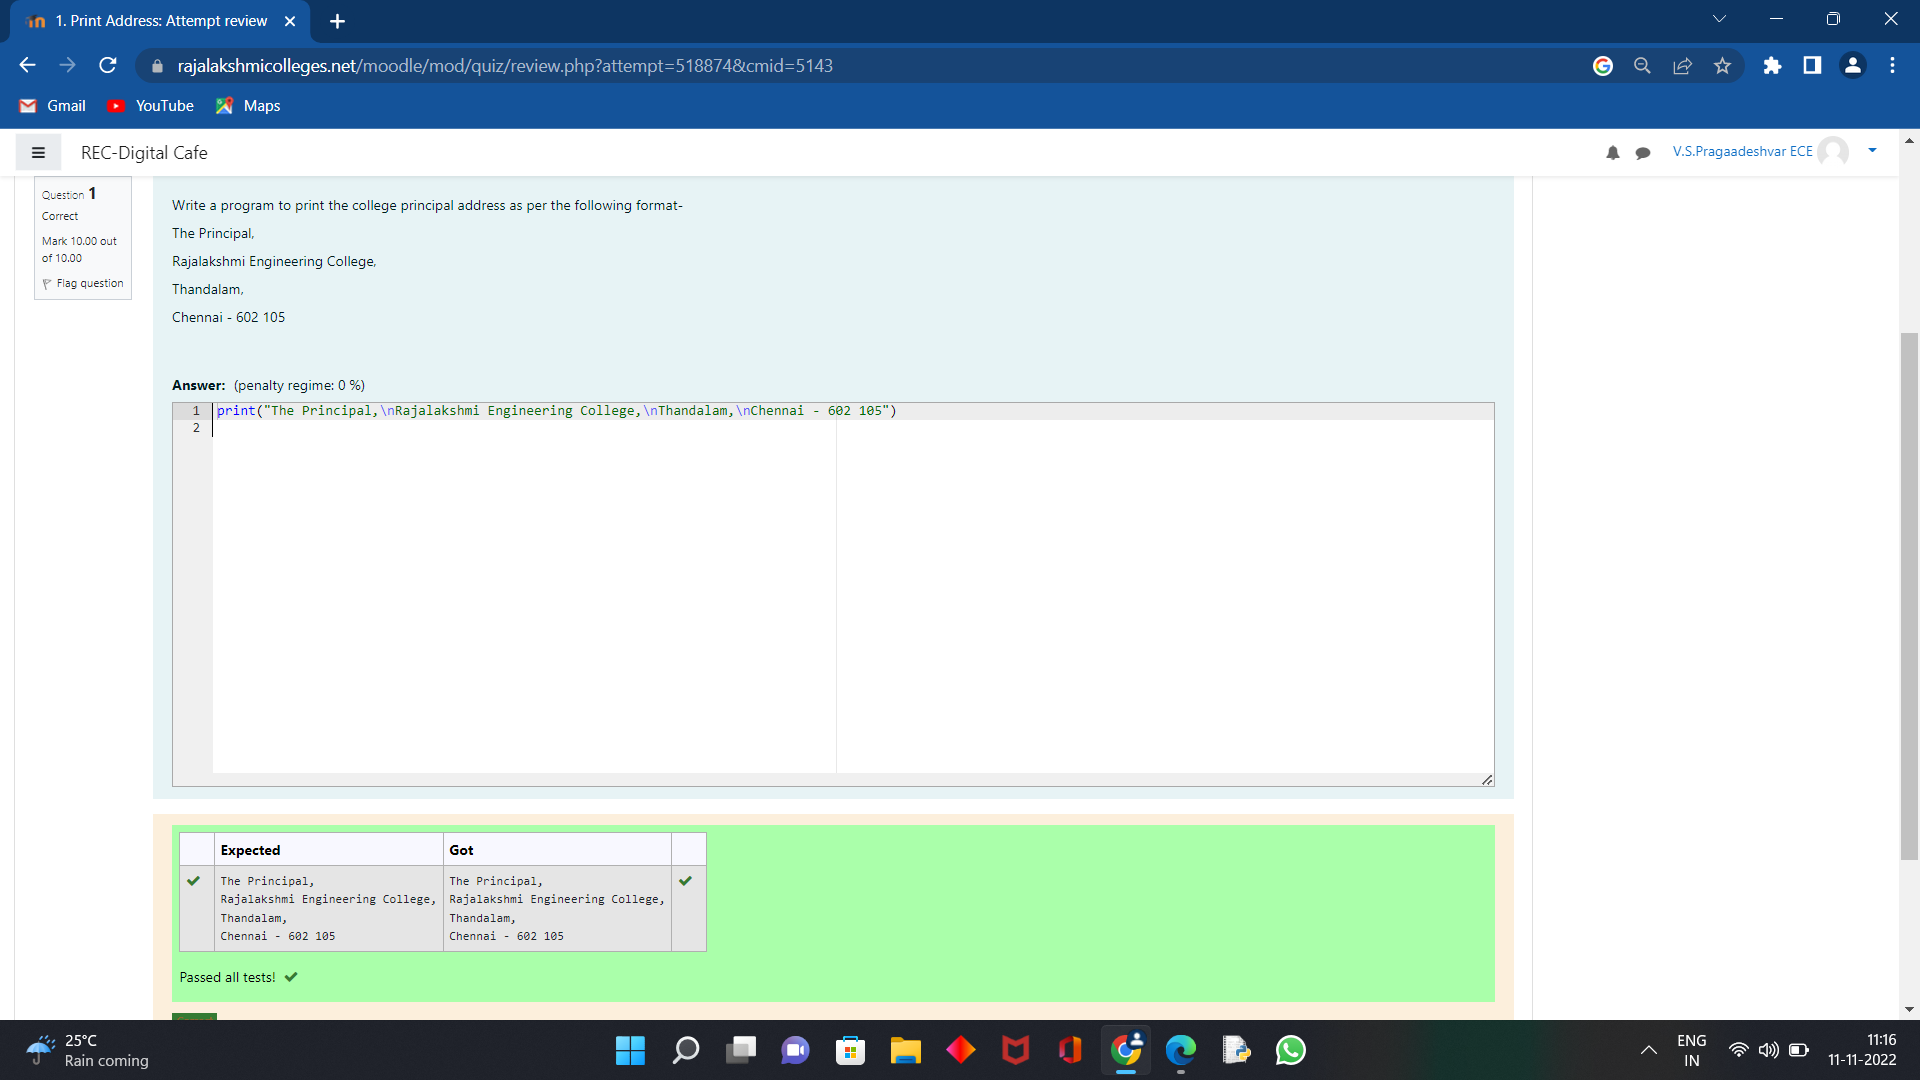 1. Print Address: Attempt review
rajalakshmicolleges.net/moodle/mod/quiz/review.php?attempt=518874&cmid=5143
Gmail YouTube Maps
REC-Digital Cafe V.S.Pragaadeshvar ECE
Question 1
Correct
Mark 10.00 out
of 10.00
Flag question
Write a program to print the college principal address as per the following format-
The Principal,
Rajalakshmi Engineering College,
Thandalam,
Chennai - 602 105
Answer: (penalty regime: 0 %)
1 print("The Principal,\nRajalakshmi Engineering College,\nThandalam,\nChennai - 602 105")
2
Expected Got
The Principal, The Principal,
Rajalakshmi Engineering College, Rajalakshmi Engineering College,
Thandalam, Thandalam,
Chennai - 602 105 Chennai - 602 105
Passed all tests!
25°C
Rain coming
ENG
IN
11:16
11-11-2022